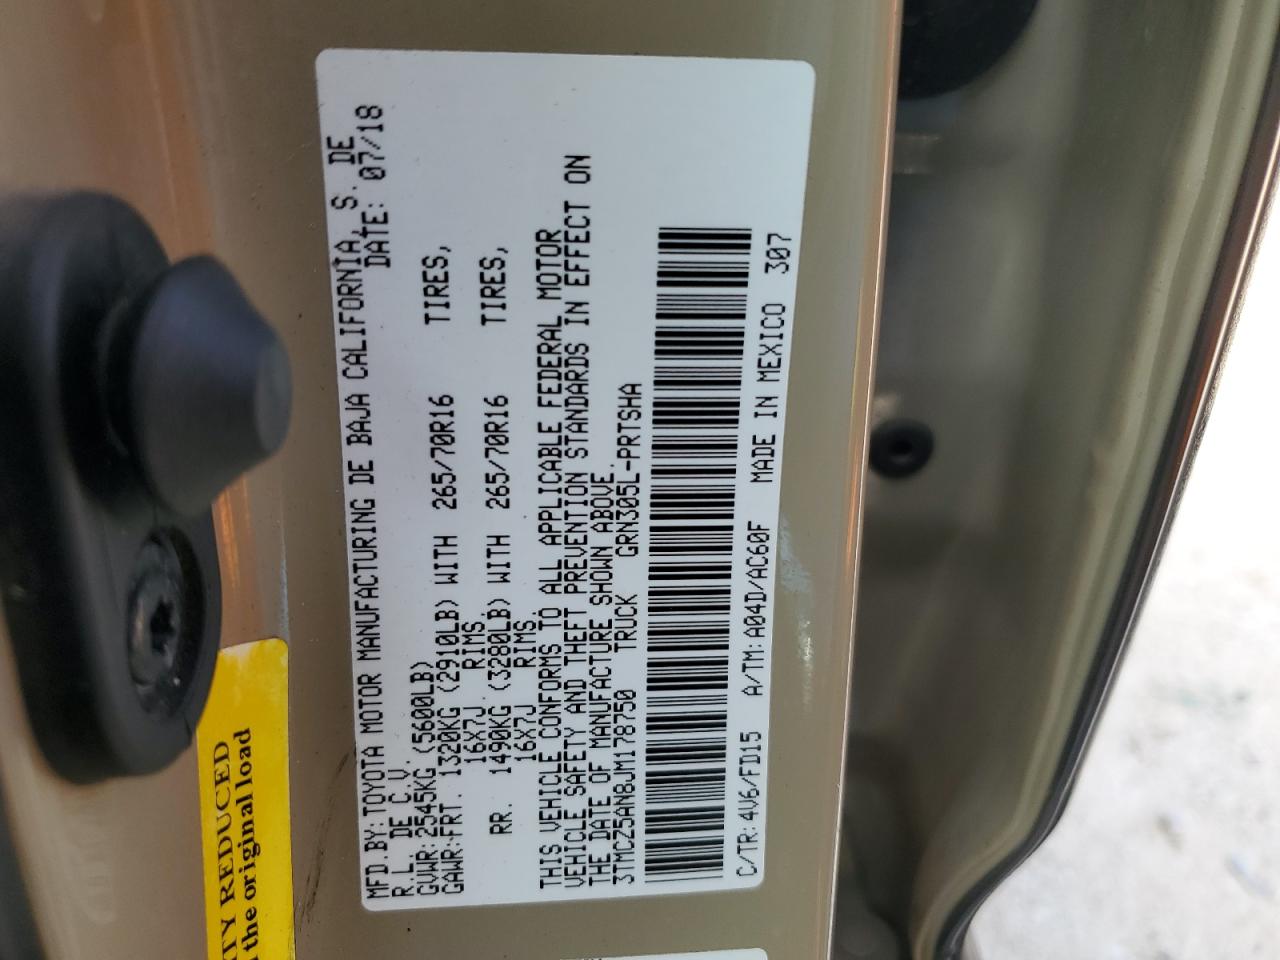 MFD.BY:TOYOTA MOTOR MANUFACTURING DE BAJA CALIFORNIA,S. DE
R.L. DE C.V. DATE: 07/18
GVWR:2545KG (5600LB)
GAWR:FRT. 1320KG (2910LB) WITH 265/70R16 TIRES,
16X7J RIMS.
RR. 1490KG (3280LB) WITH 265/70R16 TIRES,
16X7J RIMS.
THIS VEHICLE CONFORMS TO ALL APPLICABLE FEDERAL MOTOR
VEHICLE SAFETY AND THEFT PREVENTION STANDARDS IN EFFECT ON
THE DATE OF MANUFACTURE SHOWN ABOVE.
3TMCZ5AN8JM178750 TRUCK GRN305L-PRTSHA
C/TR:4V6/FD15 A/TM:A04D/AC60F MADE IN MEXICO 307
REDUCED
the original load